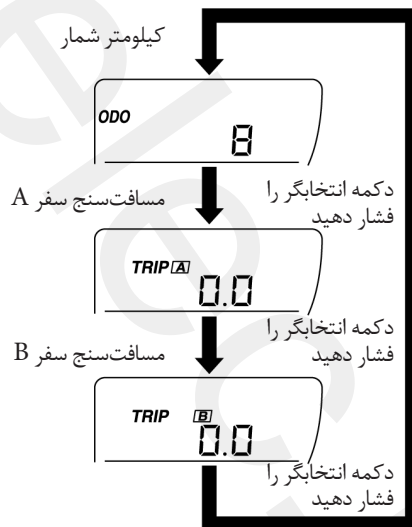 کیلومتر شمار
ODO
8
دکمه انتخابگر را
فشار دهید
مسافت‌سنج سفر A
TRIP A
0.0
دکمه انتخابگر را
فشار دهید
مسافت‌سنج سفر B
TRIP B
0.0
دکمه انتخابگر را
فشار دهید